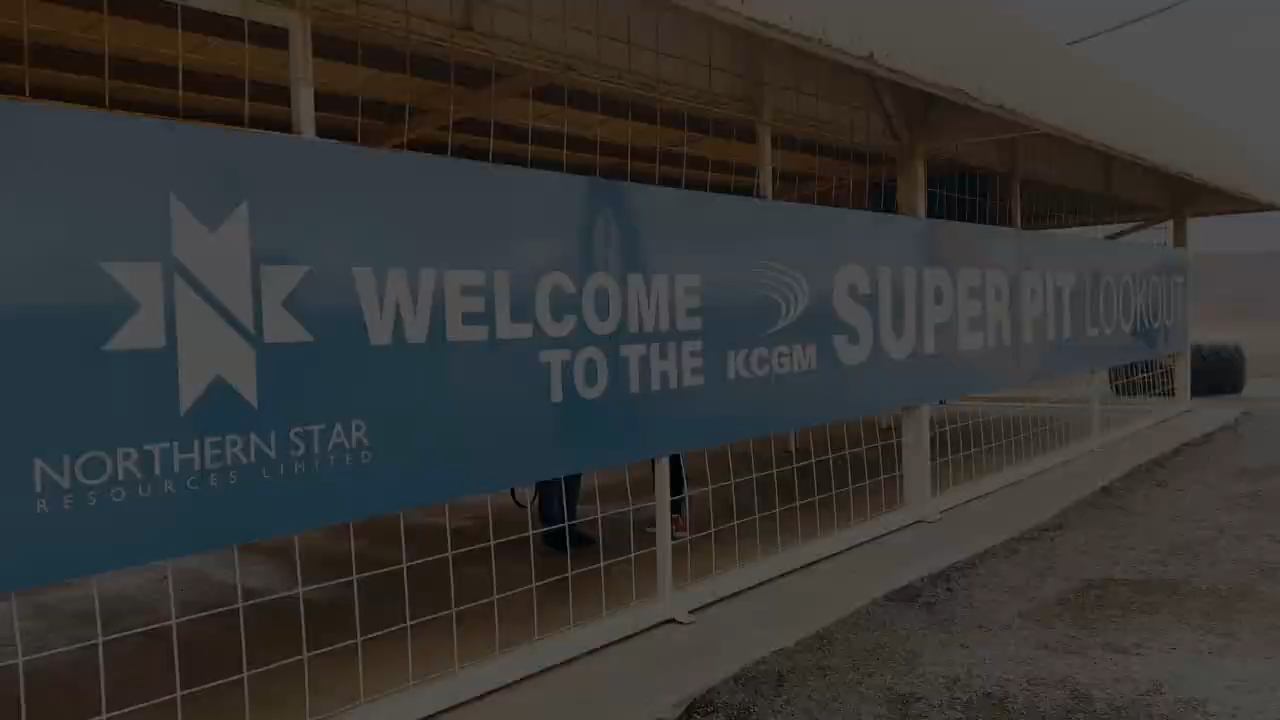 NORTHERN STAR
RESOURCES LIMITED
WELCOME
TO THE
KCGM
SUPER PIT LOOKOUT